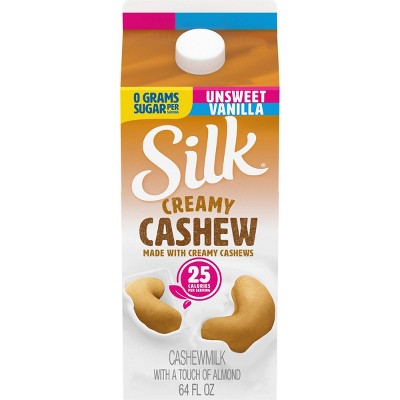 0 GRAMS
SUGAR PER
SERVING
UNSWEET
VANILLA
Silk®
CREAMY
CASHEW
MADE WITH CREAMY CASHEWS
25
CALORIES
PER SERVING
CASHEWMILK
WITH A TOUCH OF ALMOND
64 FL OZ